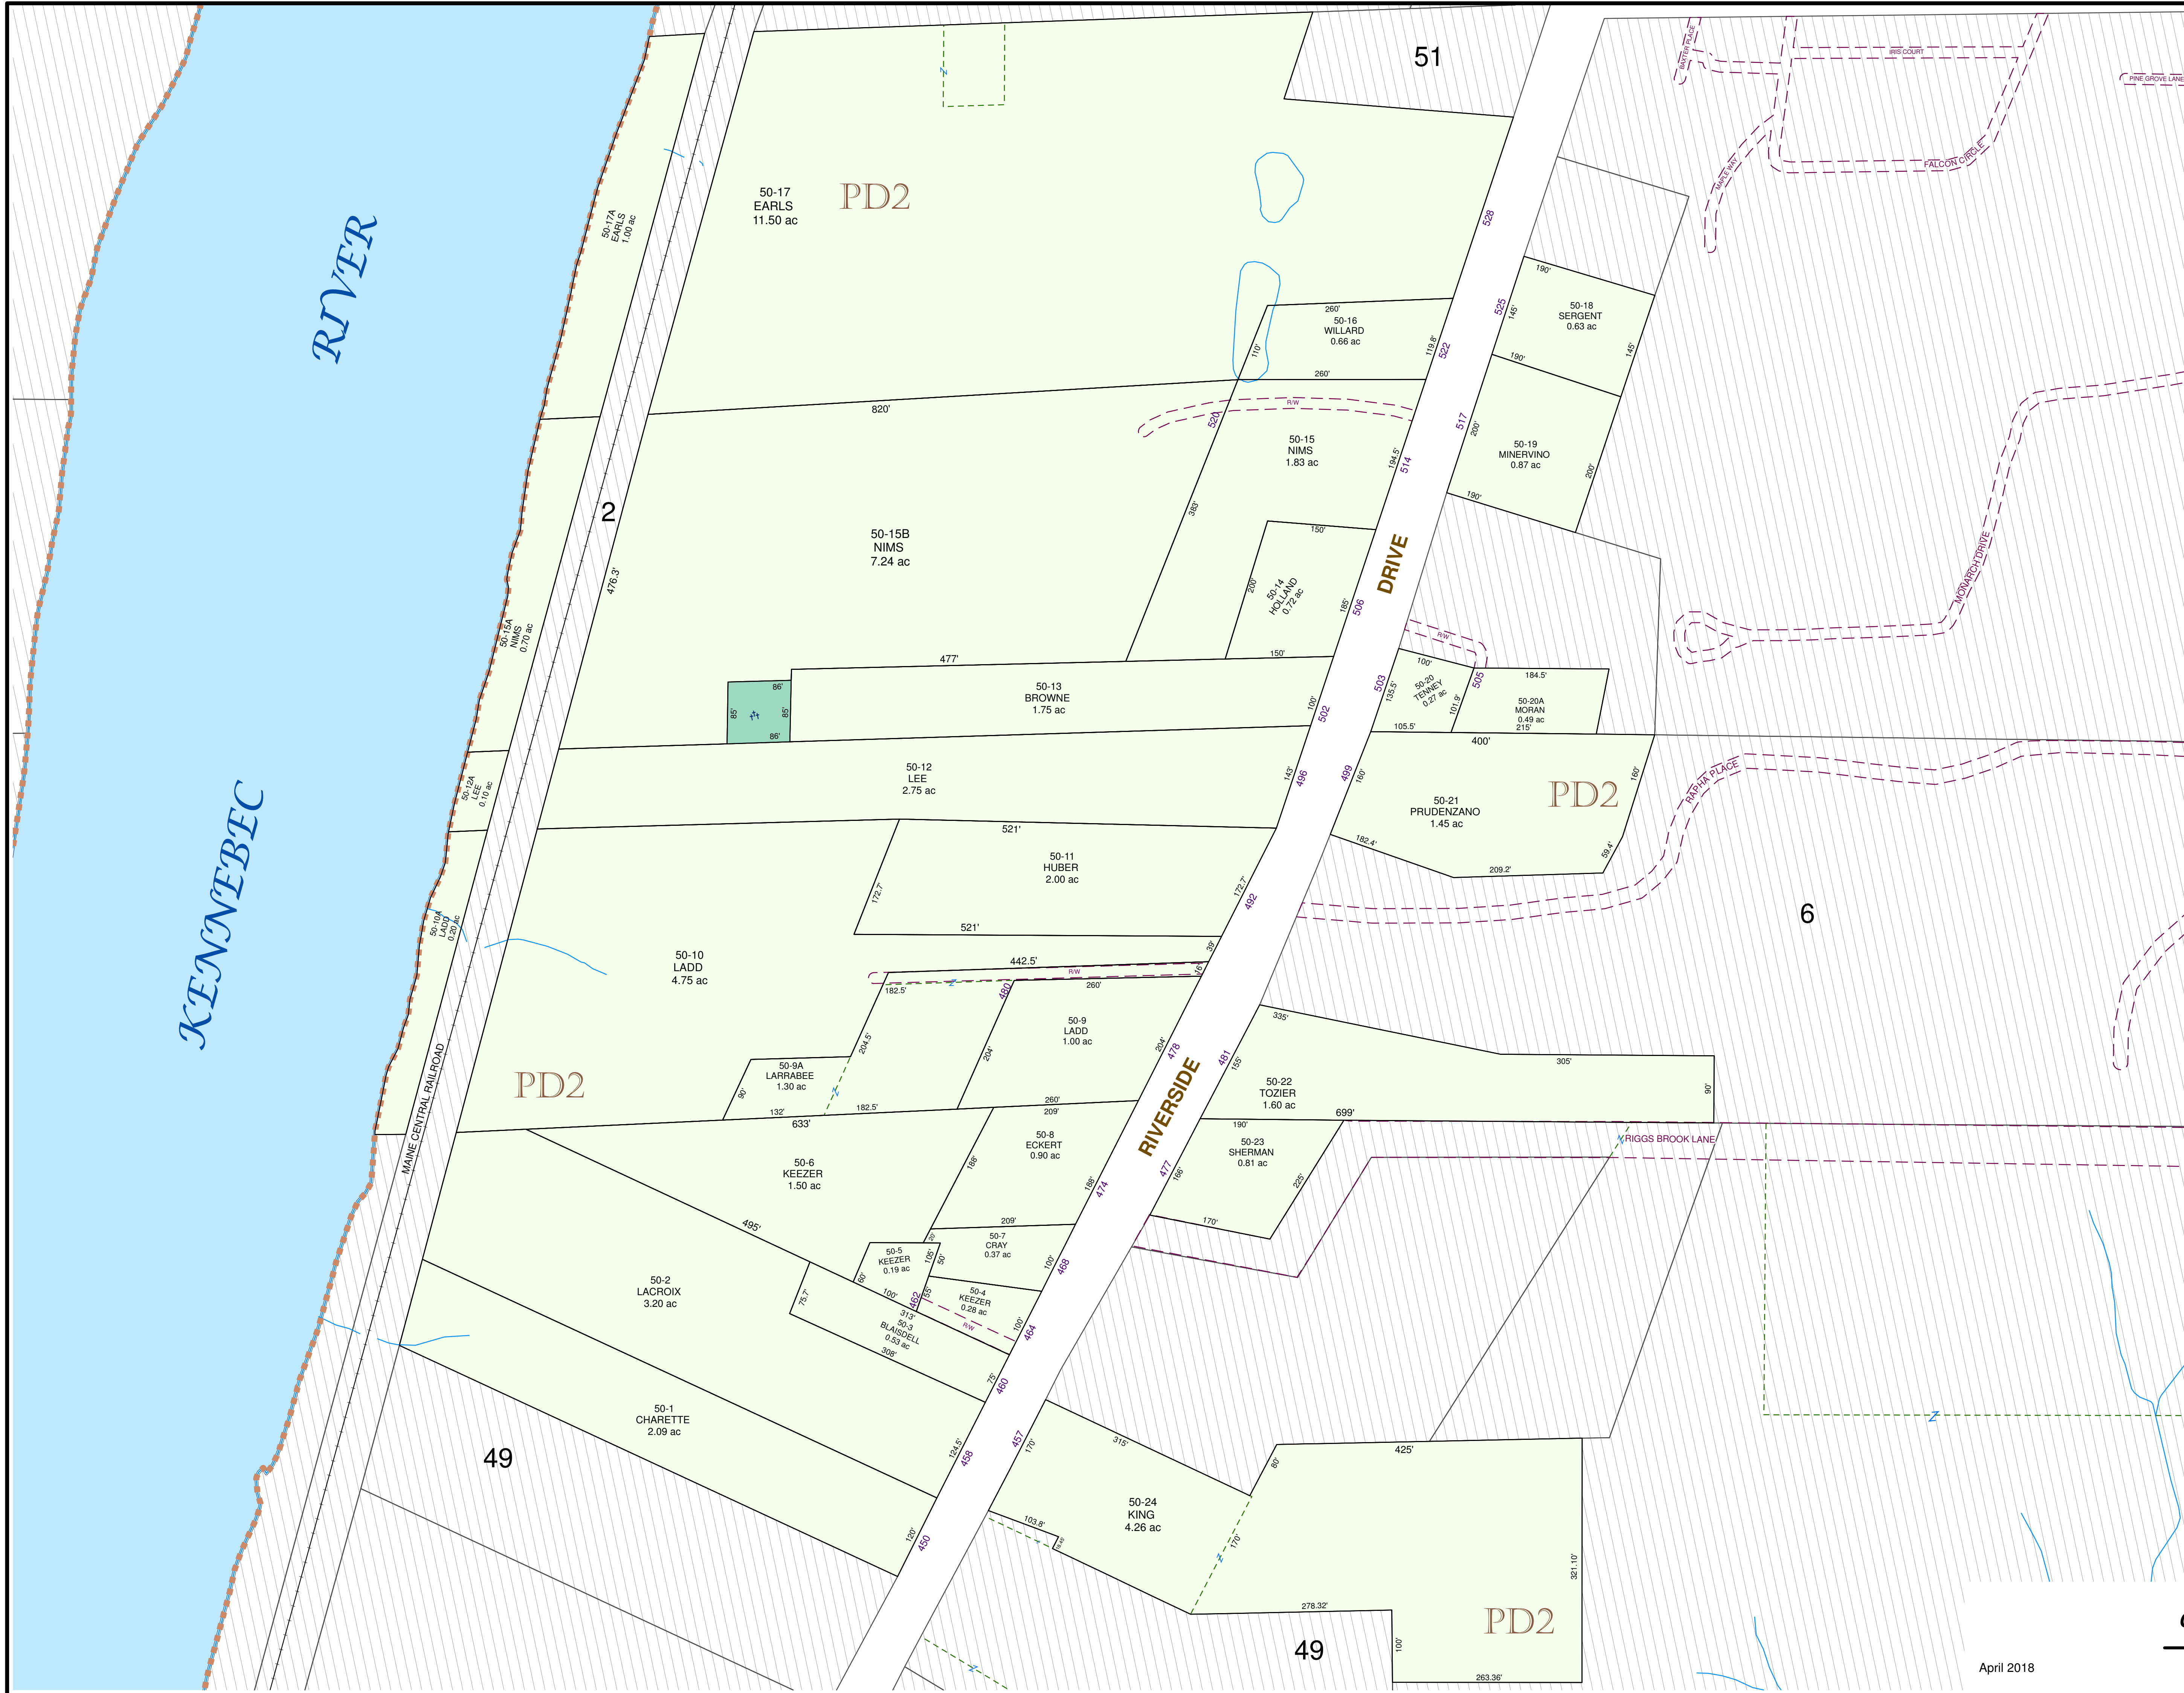 51
BAXTER PLACE
IRIS COURT
PINE GROVE LANE
FALCON CIRCLE
MAPLE WAY
Z
50-17
EARLS
11.50 ac
PD2
50-17A
EARLS
1.00 ac
RIVER
528
190'
525
145'
50-18
SERGENT
0.63 ac
145'
190'
260'
50-16
WILLARD
0.66 ac
110'
119.8'
522
260'
820'
R/W
520
517
200'
50-19
MINERVINO
0.87 ac
200'
190'
50-15
NIMS
1.83 ac
194.5'
514
383'
2
50-15B
NIMS
7.24 ac
476.3'
150'
DRIVE
50-14
HOLLAND
0.72 ac
200'
185'
506
150'
MONARCH DRIVE
50-15A
NIMS
0.70 ac
R/W
477'
86'
85'
85'
86'
50-13
BROWNE
1.75 ac
100'
502
100'
503
135.5'
50-20
TENNEY
0.27 ac
101.9'
505
105.5'
184.5'
50-20A
MORAN
0.49 ac
215'
400'
50-12
LEE
2.75 ac
143'
496
499
160'
PD2
160'
50-21
PRUDENZANO
1.45 ac
182.4'
209.2'
59.4'
RAPHA PLACE
50-12A
LEE
0.10 ac
KENNEBEC
521'
50-11
HUBER
2.00 ac
172.7'
172.7'
492
521'
39'
6
50-10A
LADD
0.20 ac
50-10
LADD
4.75 ac
442.5'
R/W
16'
182.5'
Z
480
260'
50-9
LADD
1.00 ac
204'
204'
478
204.5'
335'
481
155'
305'
90'
50-22
TOZIER
1.60 ac
699'
PD2
MAINE CENTRAL RAILROAD
50-9A
LARRABEE
1.30 ac
90'
Z
132'
182.5'
260'
633'
209'
RIVERSIDE
RIGGS BROOK LANE
Z
50-8
ECKERT
0.90 ac
188'
188'
474
190'
50-23
SHERMAN
0.81 ac
477
166'
225'
170'
50-6
KEEZER
1.50 ac
495'
209'
20'
50-7
CRAY
0.37 ac
100'
468
50-5
KEEZER
0.19 ac
105'
50'
60'
100'
50-4
KEEZER
0.28 ac
55'
462
R/W
100'
464
50-2
LACROIX
3.20 ac
75.7'
313'
50-3
BLAISDELL
0.53 ac
308'
75'
460
50-1
CHARETTE
2.09 ac
124.5'
458
457
170'
315'
80'
425'
Z
49
120'
450
103.8'
50-24
KING
4.26 ac
170'
Z
321.10'
278.32'
PD2
49
100'
263.36'
Z
April 2018